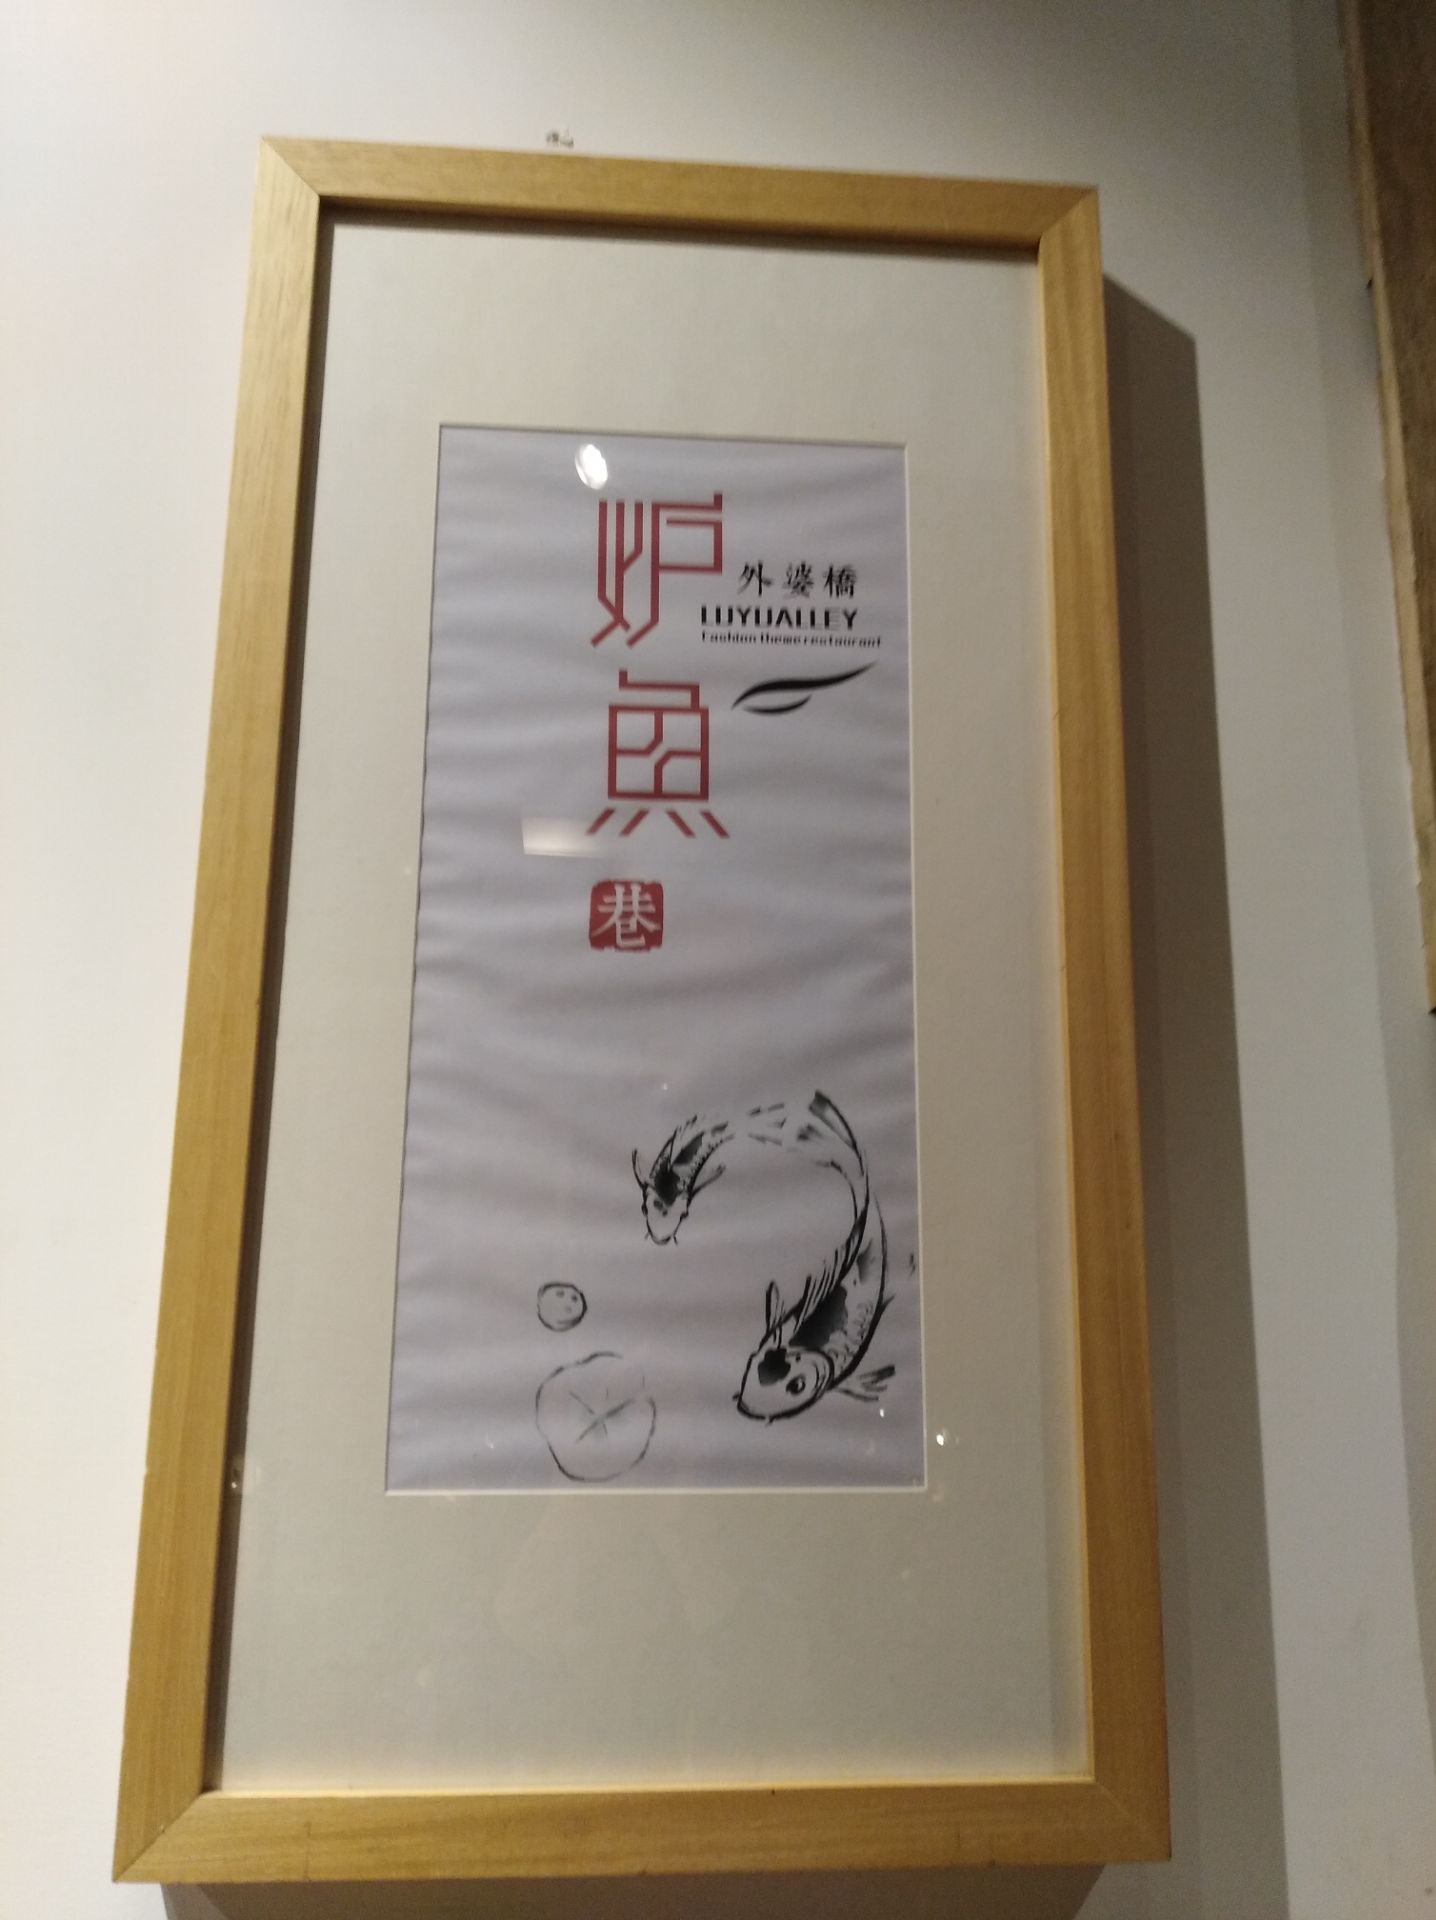 炉魚
巷
外婆橋
LUYUALLEY
Fashion theme restaurant